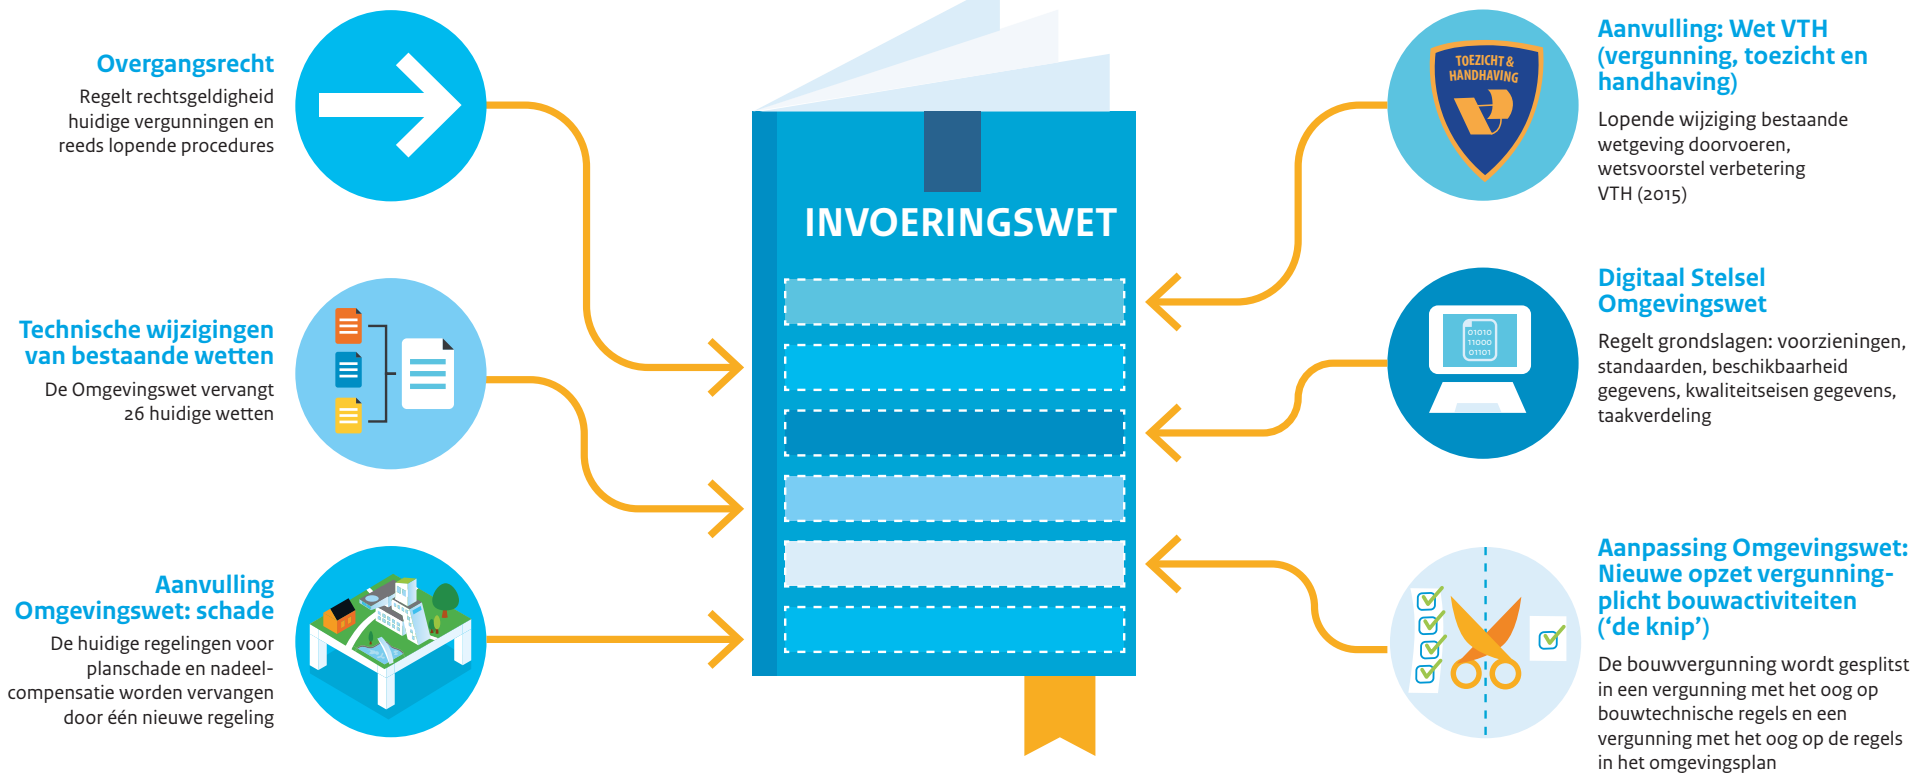 Overgangsrecht
Regelt rechtsgeldigheid
huidige vergunningen en
reeds lopende procedures
Technische wijzigingen
van bestaande wetten
De Omgevingswet vervangt
26 huidige wetten
Aanvulling
Omgevingswet: schade
De huidige regelingen voor
planschade en nadeel-
compensatie worden vervangen
door één nieuwe regeling
INVOERINGSWET
TOEZICHT &
HANDHAVING
Aanvulling: Wet VTH
(vergunning, toezicht en
handhaving)
Lopende wijziging bestaande
wetgeving doorvoeren,
wetsvoorstel verbetering
VTH (2015)
01010
11000
01101
Digitaal Stelsel
Omgevingswet
Regelt grondslagen: voorzieningen,
standaarden, beschikbaarheid
gegevens, kwaliteitseisen gegevens,
taakverdeling
Aanpassing Omgevingswet:
Nieuwe opzet vergunning-
plicht bouwactiviteiten
(‘de knip’)
De bouwvergunning wordt gesplitst
in een vergunning met het oog op
bouwtechnische regels en een
vergunning met het oog op de regels
in het omgevingsplan